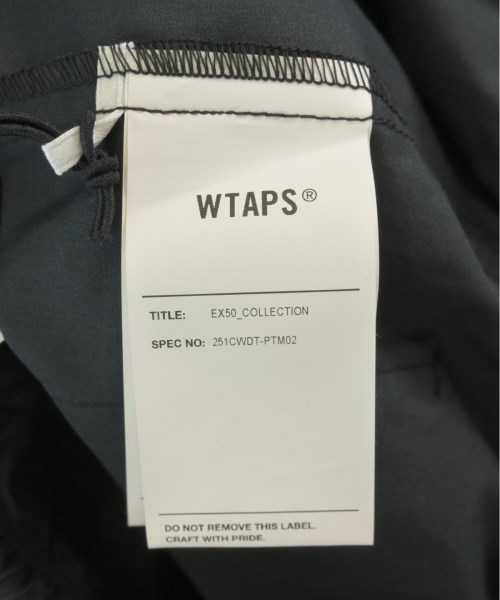 WTAPS®
TITLE: EX50_COLLECTION
SPEC NO: 251CWDT-PTM02
DO NOT REMOVE THIS LABEL.
CRAFT WITH PRIDE.